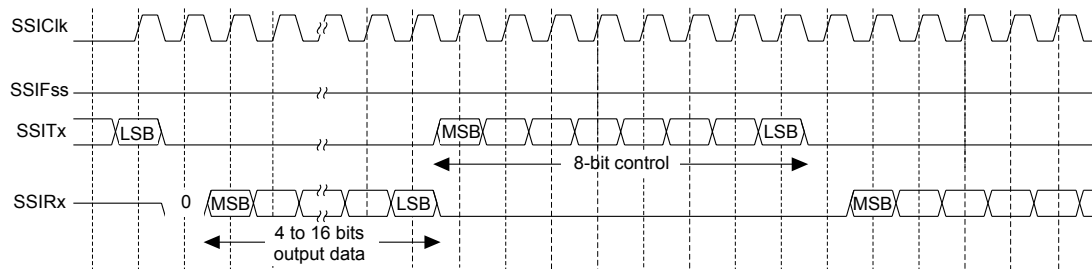 SSIClk
SSIFss
SSITx
LSB
MSB
LSB
8-bit control
SSIRx
0
MSB
LSB
MSB
4 to 16 bits
output data